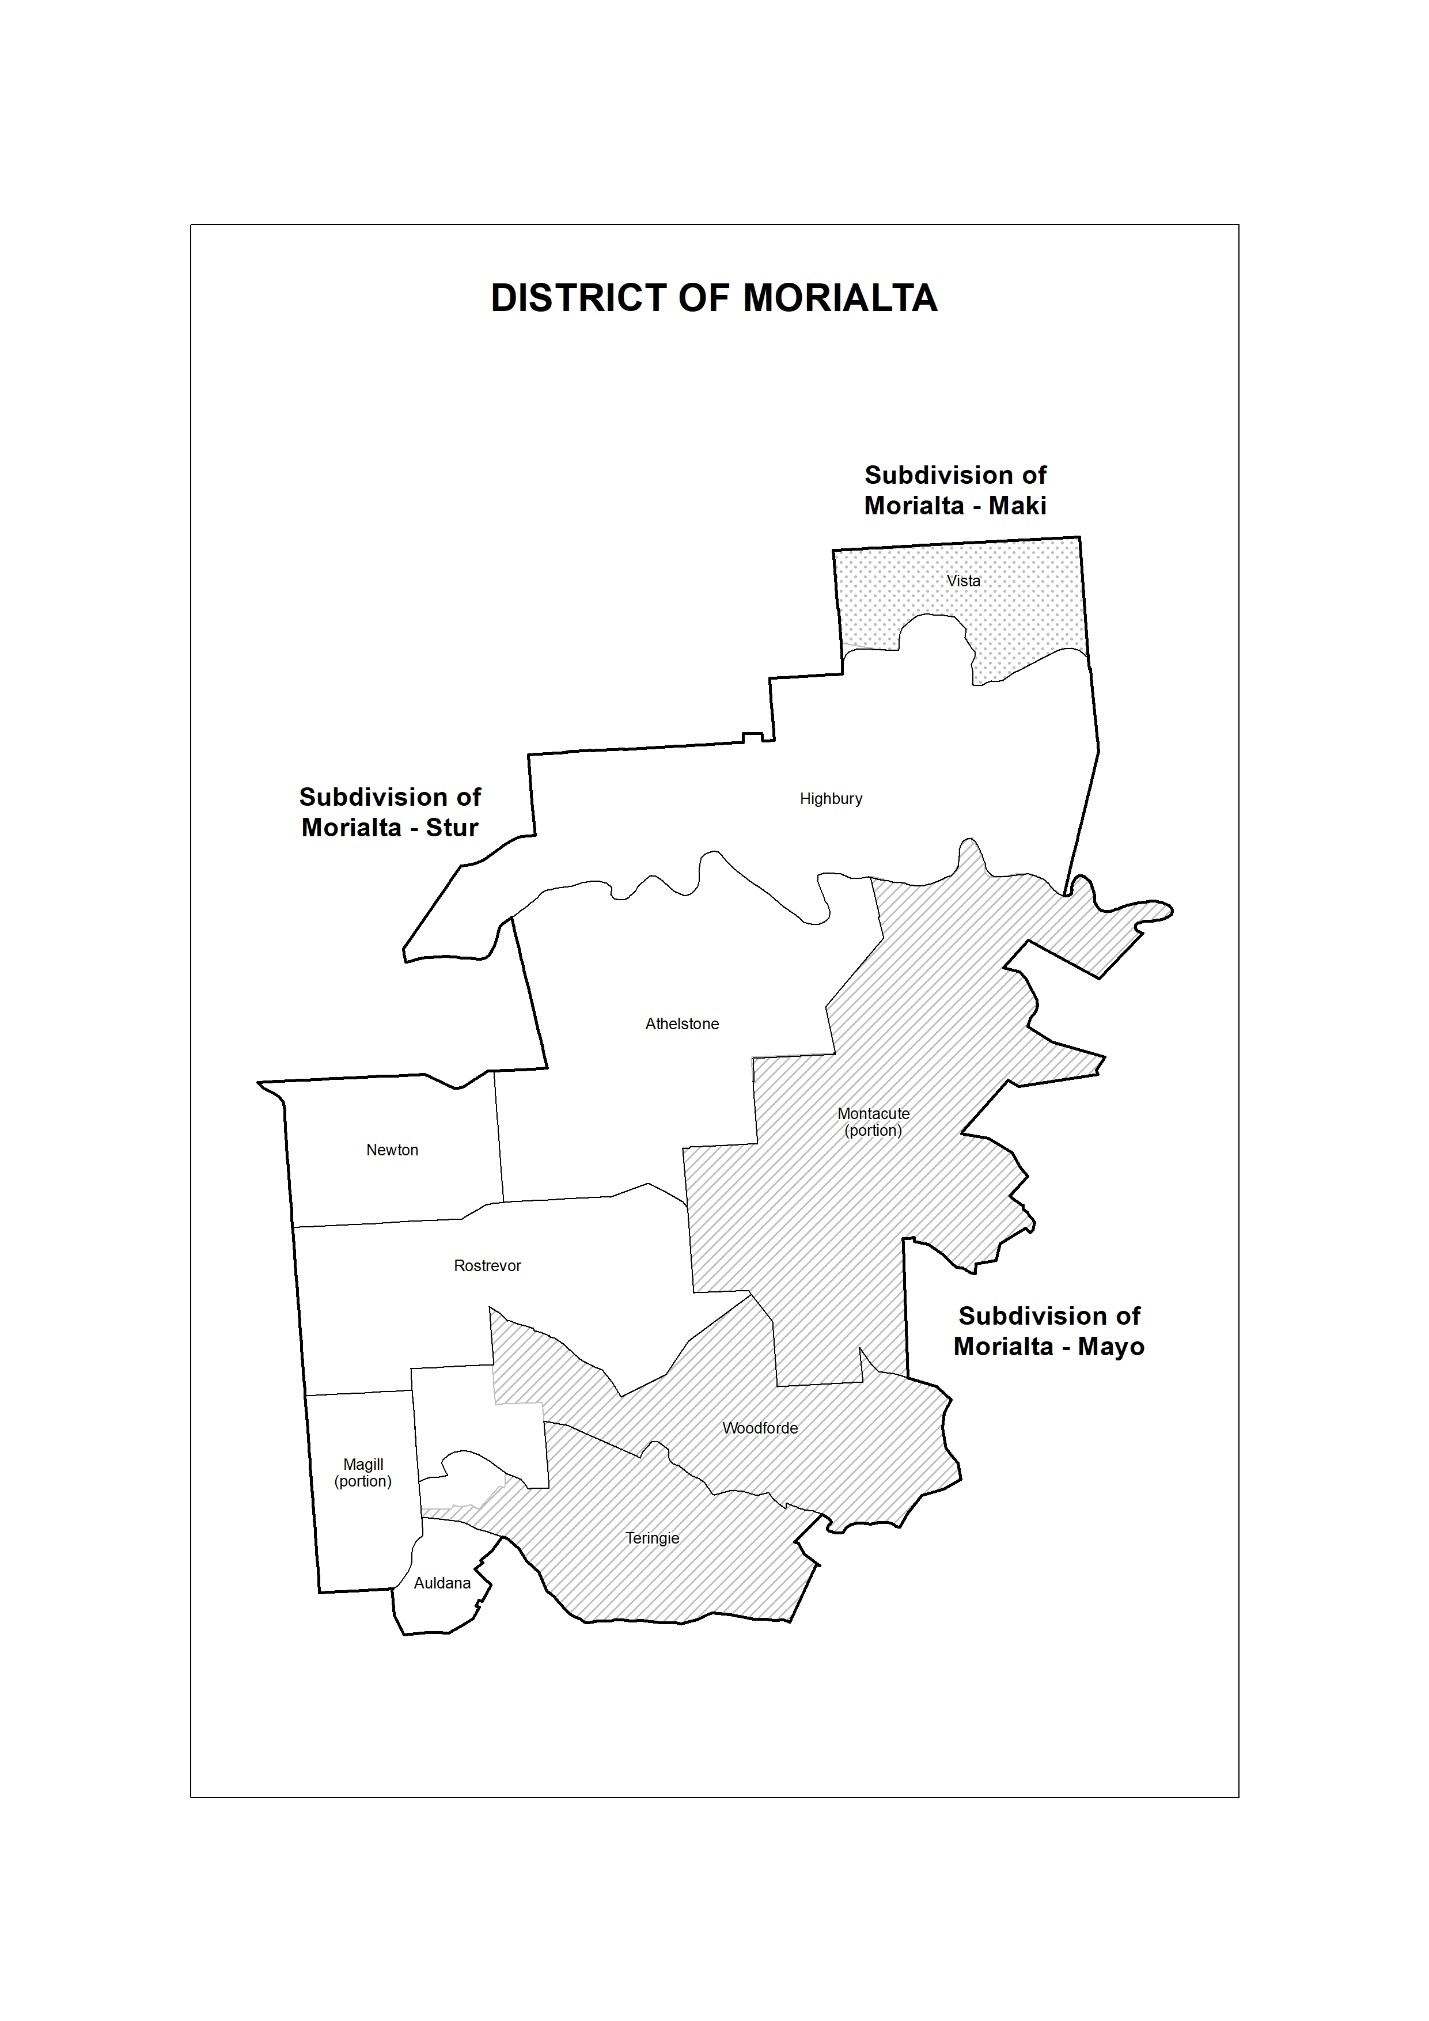 DISTRICT OF MORIALTA
Subdivision of
Morialta - Maki
Vista
Subdivision of
Morialta - Stur
Highbury
Athelstone
Montacute
(portion)
Newton
Rostrevor
Subdivision of
Morialta - Mayo
Woodforde
Magill
(portion)
Teringie
Auldana